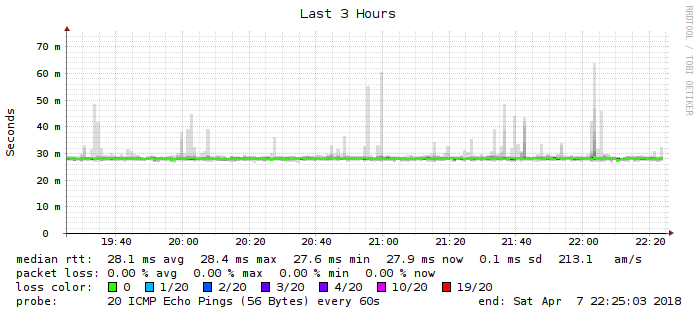 Last 3 Hours
RRDTOOL / TOBI OETIKER
Seconds
70 m
60 m
50 m
40 m
30 m
20 m
10 m
0
19:40 20:00 20:20 20:40 21:00 21:20 21:40 22:00 22:20
median rtt: 28.1 ms avg 28.4 ms max 27.6 ms min 27.9 ms now 0.1 ms sd 213.1 am/s
packet loss: 0.00 % avg 0.00 % max 0.00 % min 0.00 % now
loss color: 0 1/20 2/20 3/20 4/20 10/20 19/20
probe: 20 ICMP Echo Pings (56 Bytes) every 60s end: Sat Apr 7 22:25:03 2018